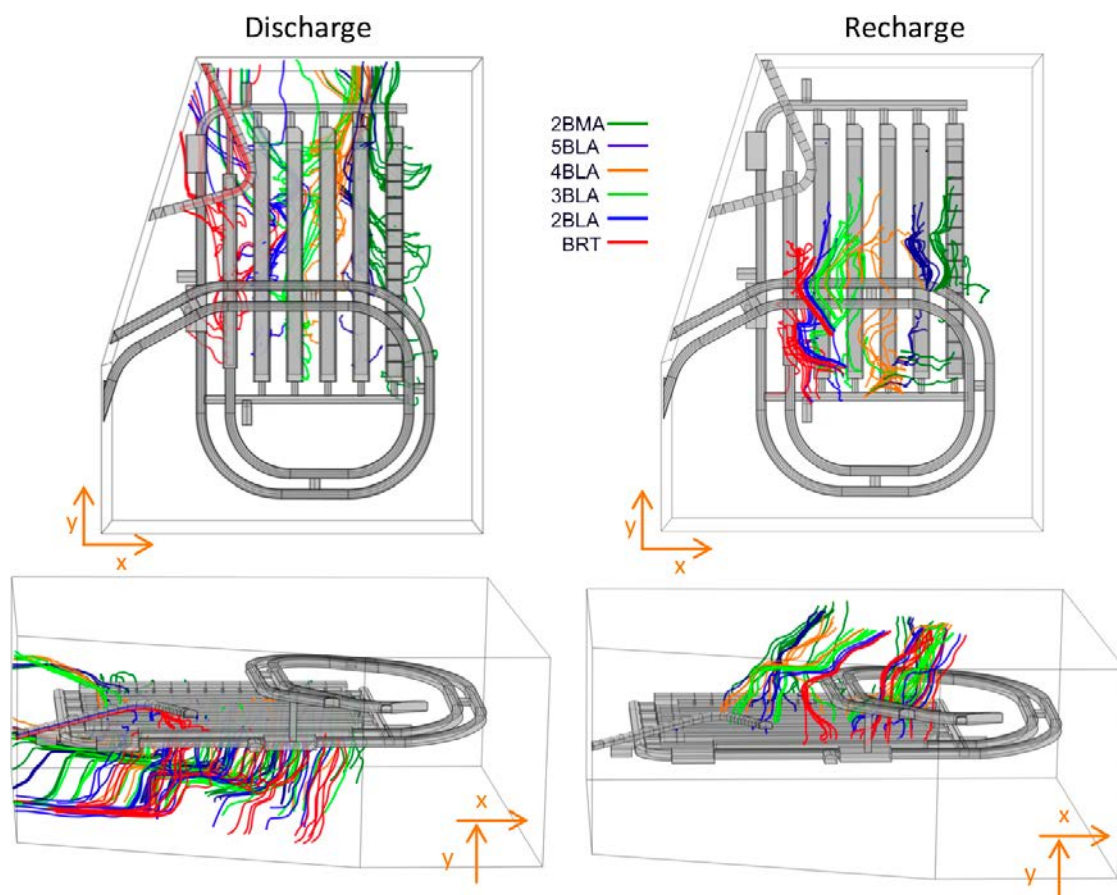 Discharge
Recharge
2BMA
5BLA
4BLA
3BLA
2BLA
BRT
y
x
y
x
x
y
x
y